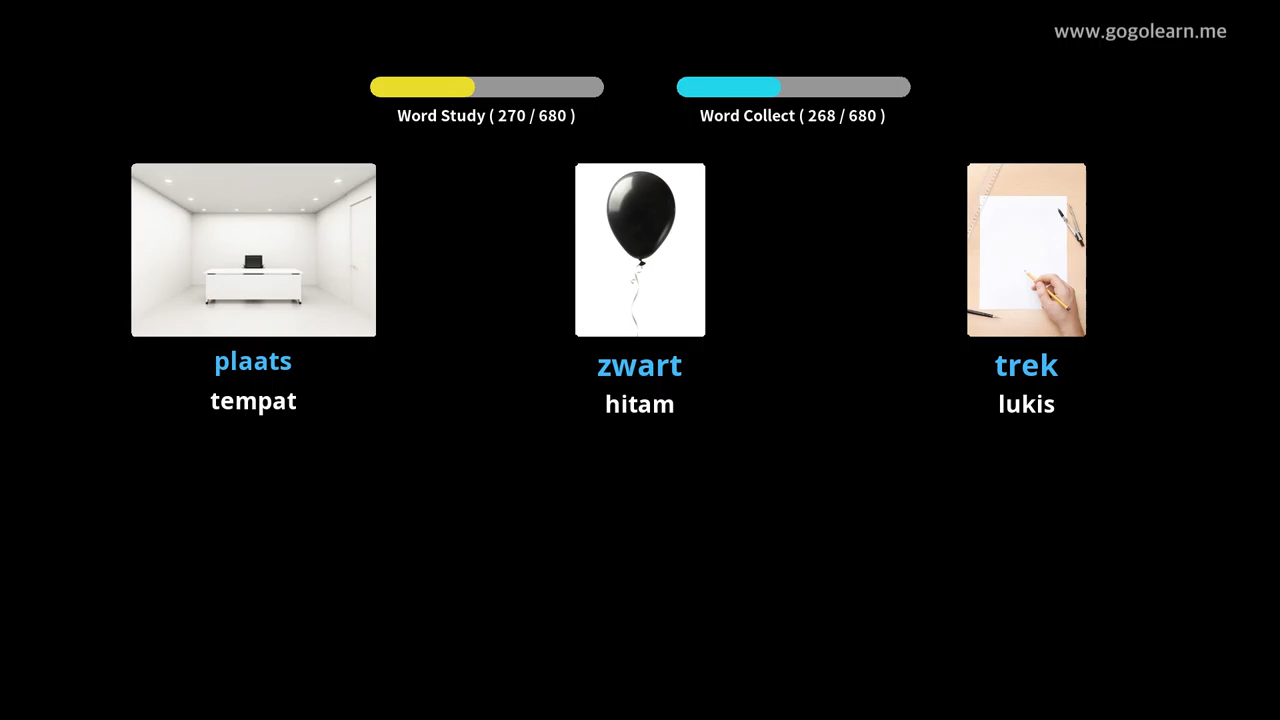 www.gogolearn.me
Word Study ( 270 / 680 )
Word Collect ( 268 / 680 )
plaats
tempat
zwart
hitam
trek
lukis